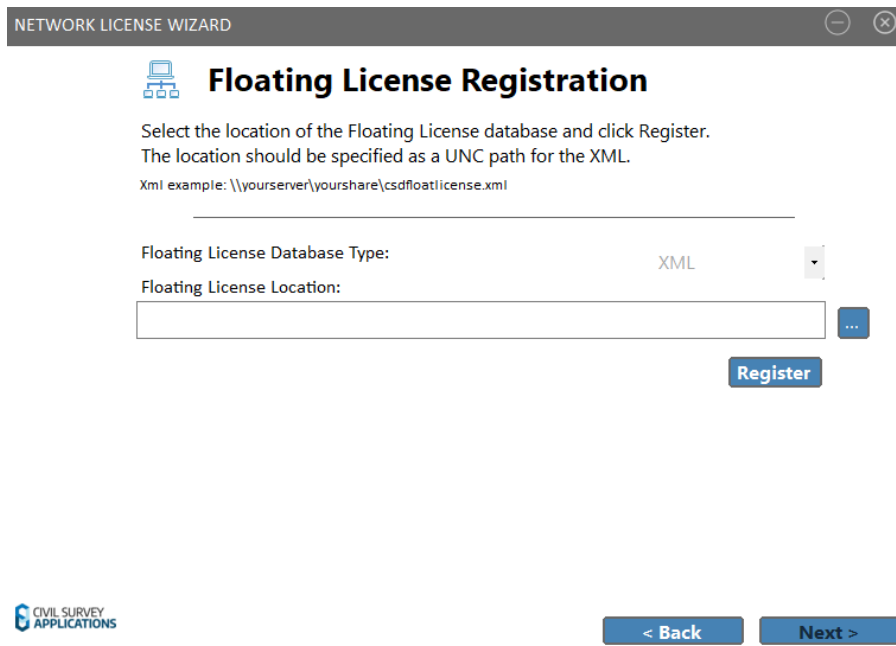 NETWORK LICENSE WIZARD
Floating License Registration
Select the location of the Floating License database and click Register.
The location should be specified as a UNC path for the XML.
Xml example: \\yourserver\yourshare\csdfloatlicense.xml
Floating License Database Type:
XML
Floating License Location:
...
Register
CIVIL SURVEY
APPLICATIONS
< Back
Next >